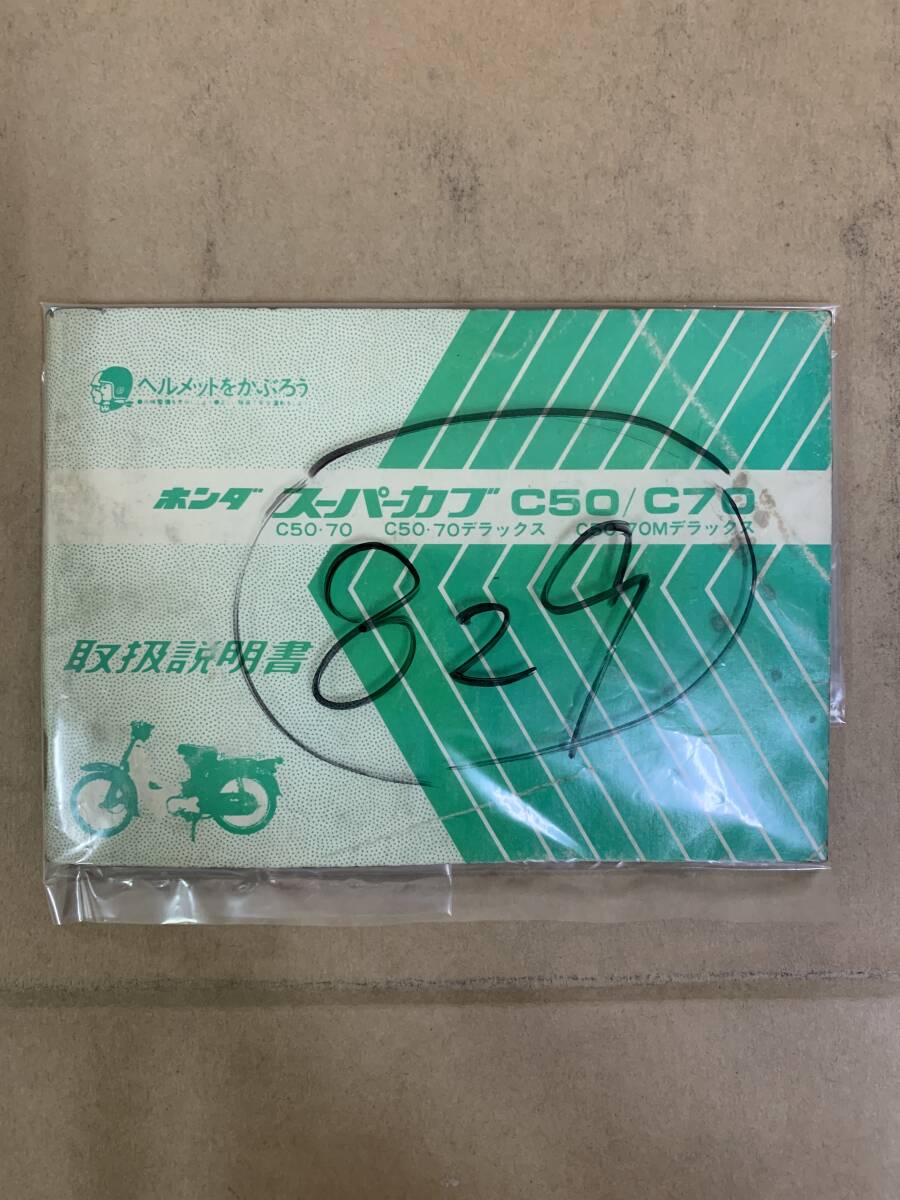 ヘルメットをかぶろう
ホンダ スーパーカブ C50/C70
C50·70 C50·70デラックス C50·70Mデラックス
829
取扱説明書